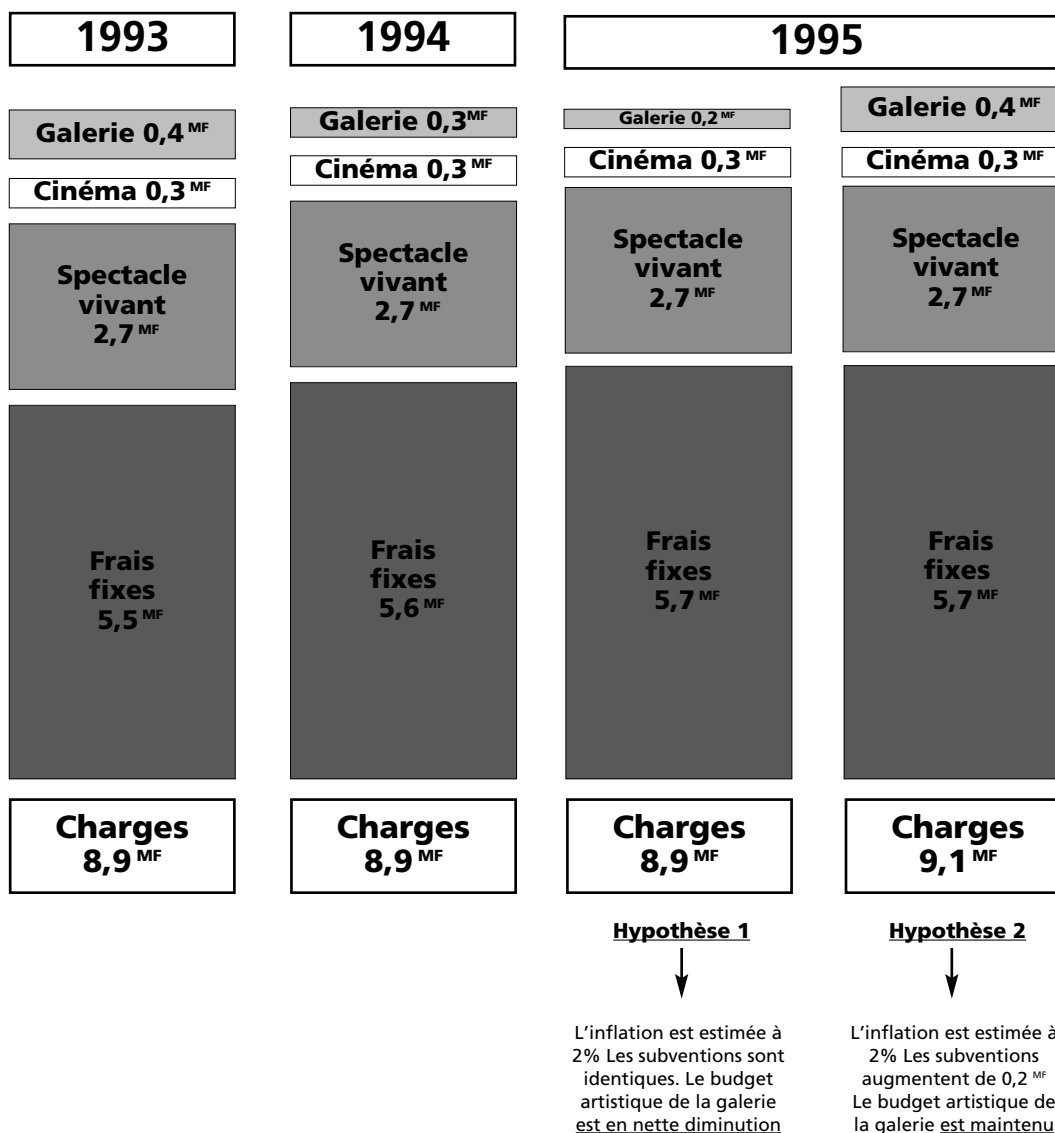 1993
Galerie 0,4 MF
Cinéma 0,3 MF
Spectacle
vivant
2,7 MF
Frais
fixes
5,5 MF
Charges
8,9 MF
1994
Galerie 0,3 MF
Cinéma 0,3 MF
Spectacle
vivant
2,7 MF
Frais
fixes
5,6 MF
Charges
8,9 MF
1995
Galerie 0,2 MF
Cinéma 0,3 MF
Spectacle
vivant
2,7 MF
Frais
fixes
5,7 MF
Charges
8,9 MF
Hypothèse 1
L'inflation est estimée à
2% Les subventions sont
identiques. Le budget
artistique de la galerie
est en nette diminution
Galerie 0,4 MF
Cinéma 0,3 MF
Spectacle
vivant
2,7 MF
Frais
fixes
5,7 MF
Charges
9,1 MF
Hypothèse 2
L'inflation est estimée à
2% Les subventions
augmentent de 0,2 MF
Le budget artistique de
la galerie est maintenu